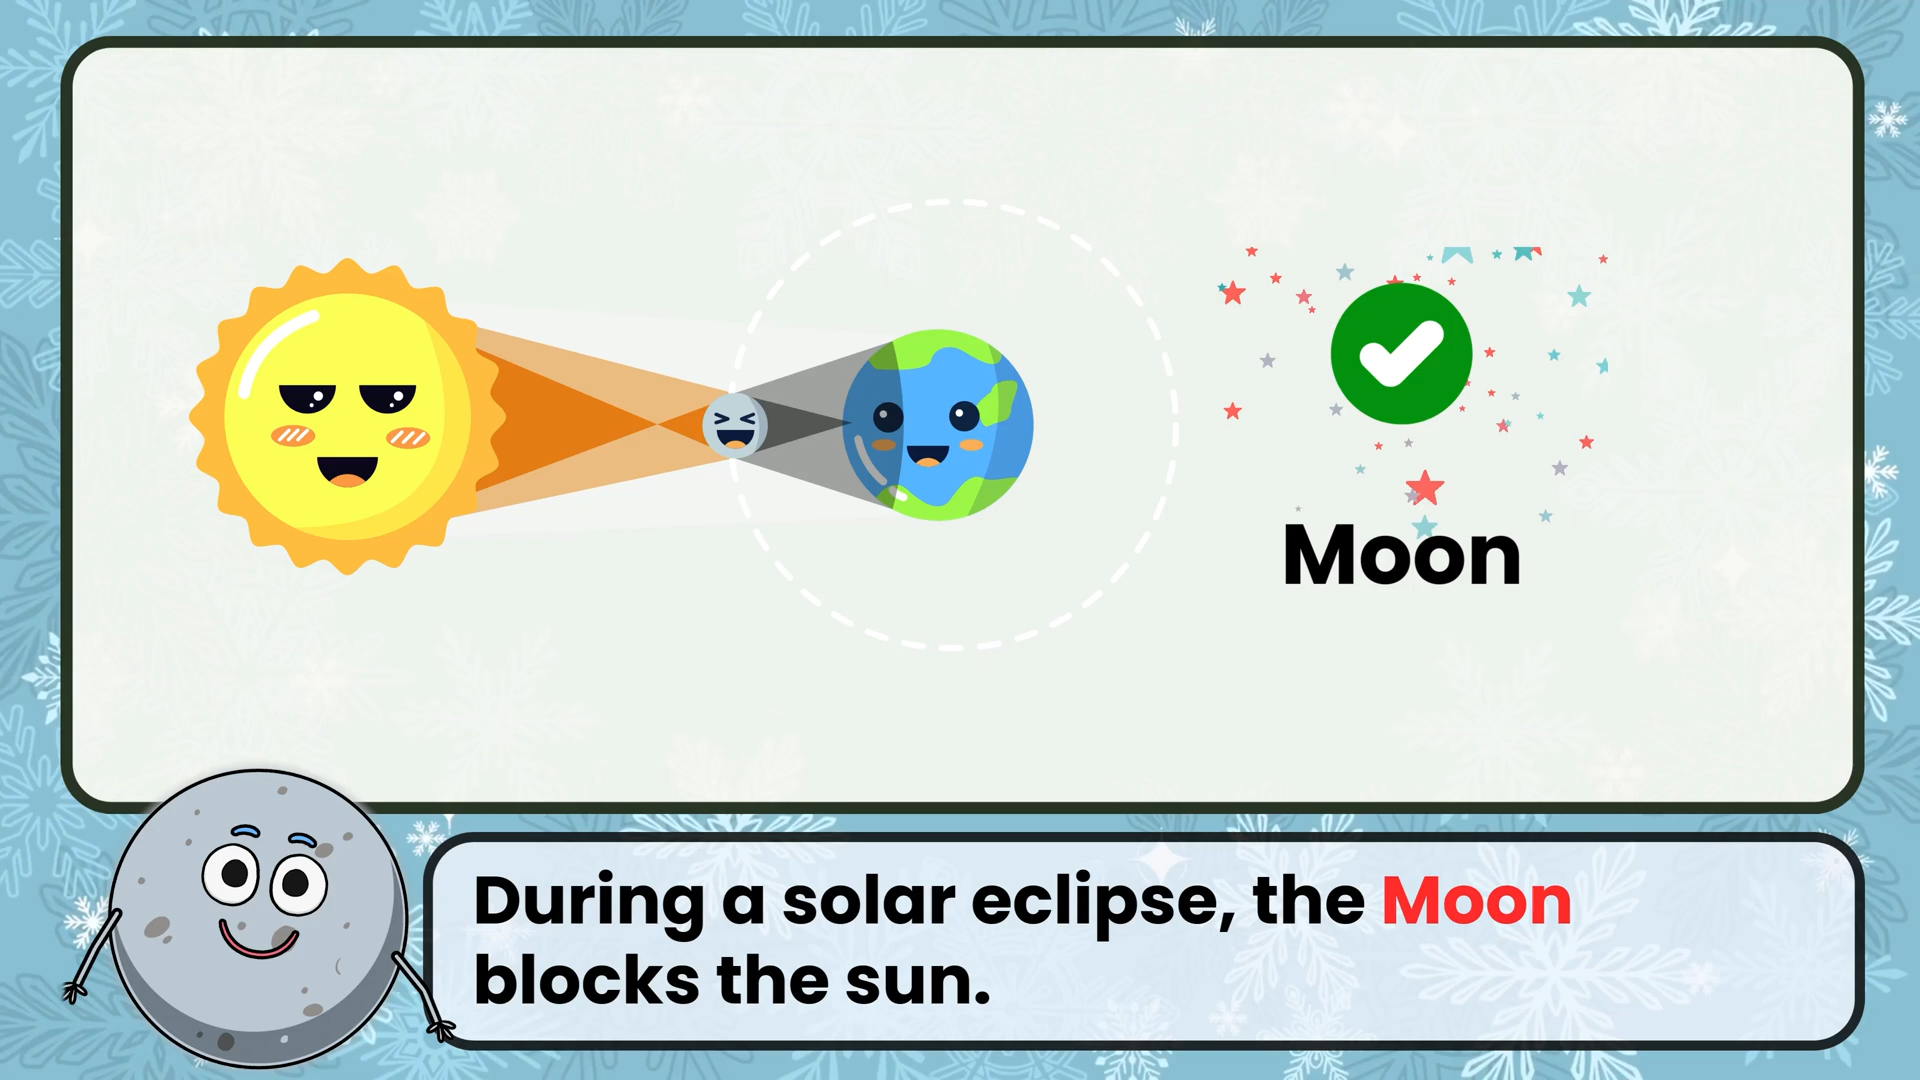 Moon
During a solar eclipse, the Moon
blocks the sun.